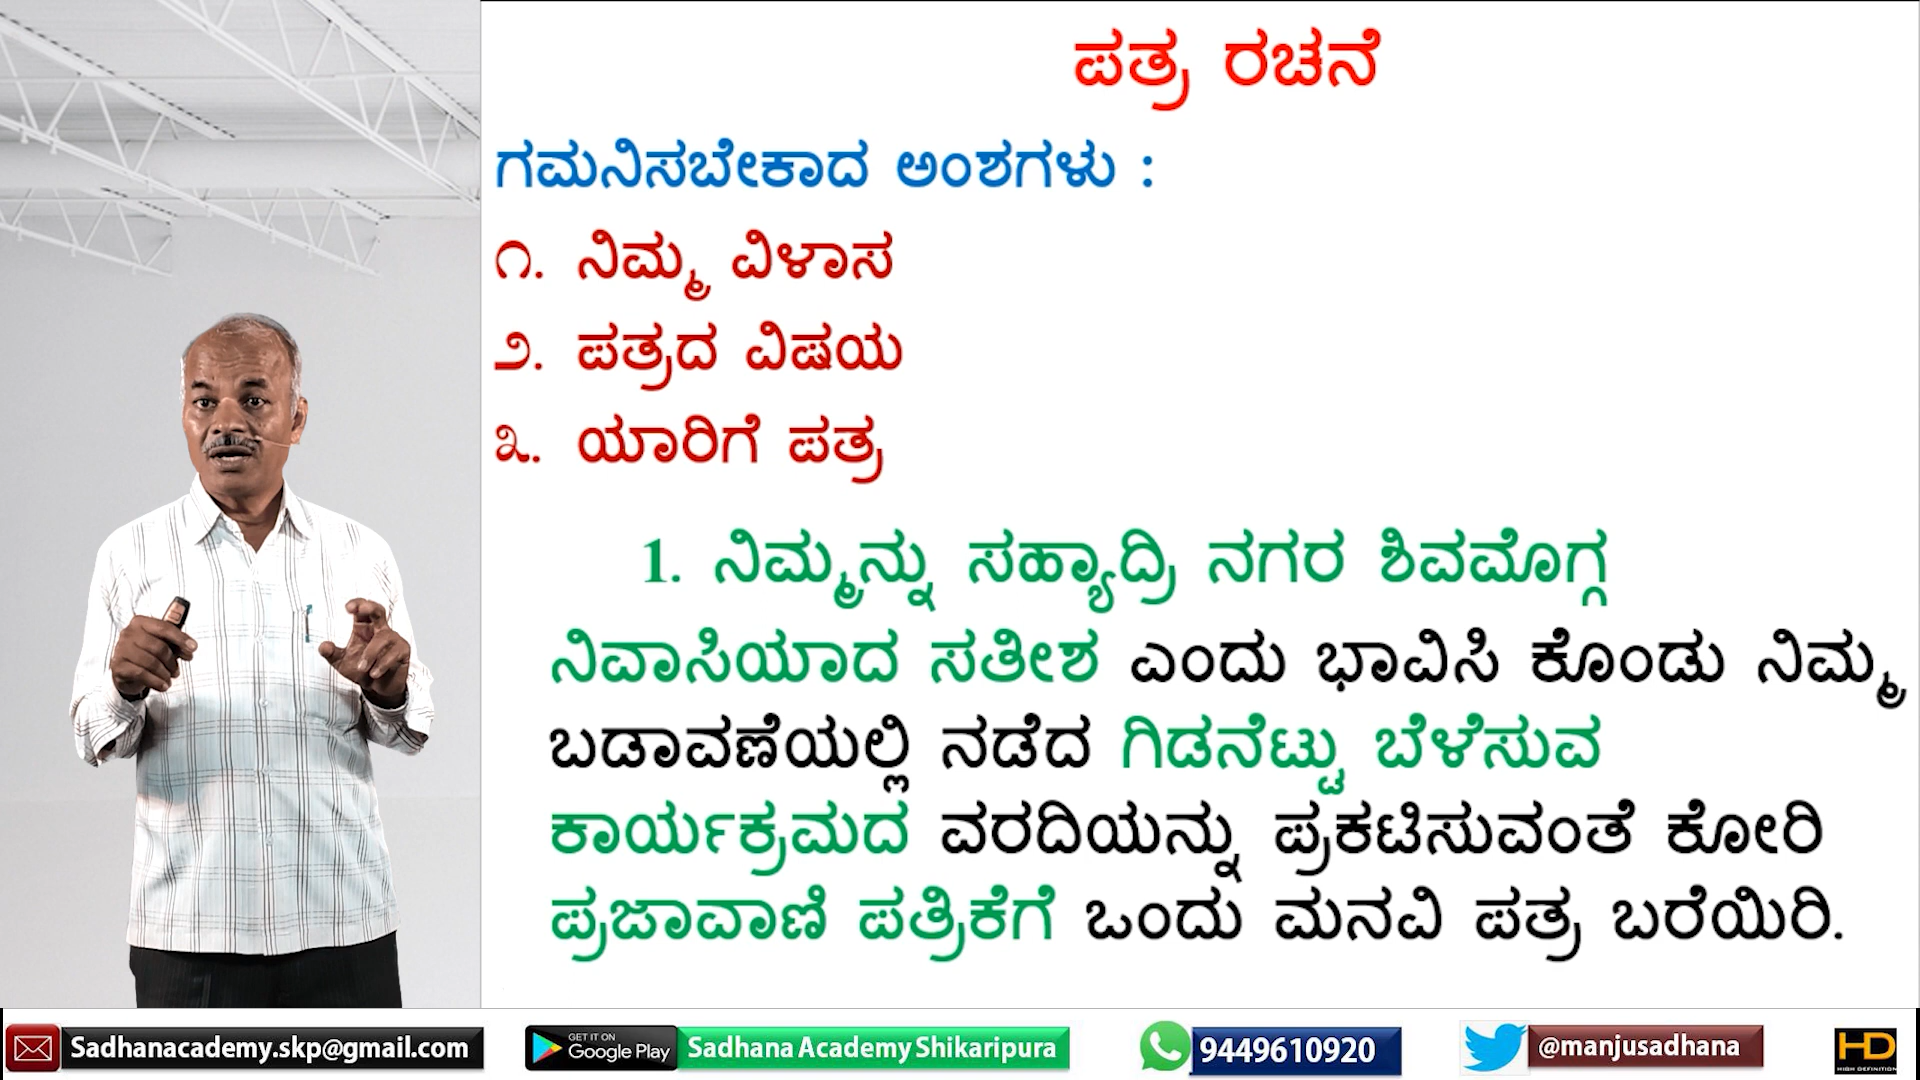 ಪತ್ರ ರಚನೆ
ಗಮನಿಸಬೇಕಾದ ಅಂಶಗಳು :
೧. ನಿಮ್ಮ ವಿಳಾಸ
೨. ಪತ್ರದ ವಿಷಯ
೩. ಯಾರಿಗೆ ಪತ್ರ
1. ನಿಮ್ಮನ್ನು ಸಹ್ಯಾದ್ರಿ ನಗರ ಶಿವಮೊಗ್ಗ
ನಿವಾಸಿಯಾದ ಸತೀಶ ಎಂದು ಭಾವಿಸಿ ಕೊಂಡು ನಿಮ್ಮ
ಬಡಾವಣೆಯಲ್ಲಿ ನಡೆದ ಗಿಡನೆಟ್ಟು ಬೆಳೆಸುವ
ಕಾರ್ಯಕ್ರಮದ ವರದಿಯನ್ನು ಪ್ರಕಟಿಸುವಂತೆ ಕೋರಿ
ಪ್ರಜಾವಾಣಿ ಪತ್ರಿಕೆಗೆ ಒಂದು ಮನವಿ ಪತ್ರ ಬರೆಯಿರಿ.
Sadhanacademy.skp@gmail.com
GET IT ON
Google Play
Sadhana Academy Shikaripura
9449610920
@manjusadhana
HD
HIGH DEFINITION